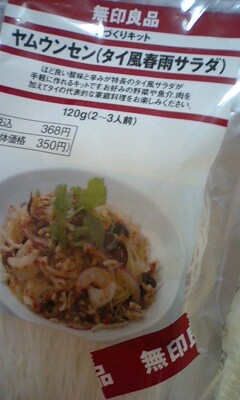 無印良品
づくりキット
ヤムウンセン(タイ風春雨サラダ)
ほど良い酸味と辛みが特長のタイ風サラダが
手軽に作れるキットです。お好みの野菜や魚介、肉を
加えてタイの代表的な家庭料理をお楽しみください。
120g(2~3人前)
税込 368円
体価格 350円)
品 無印良